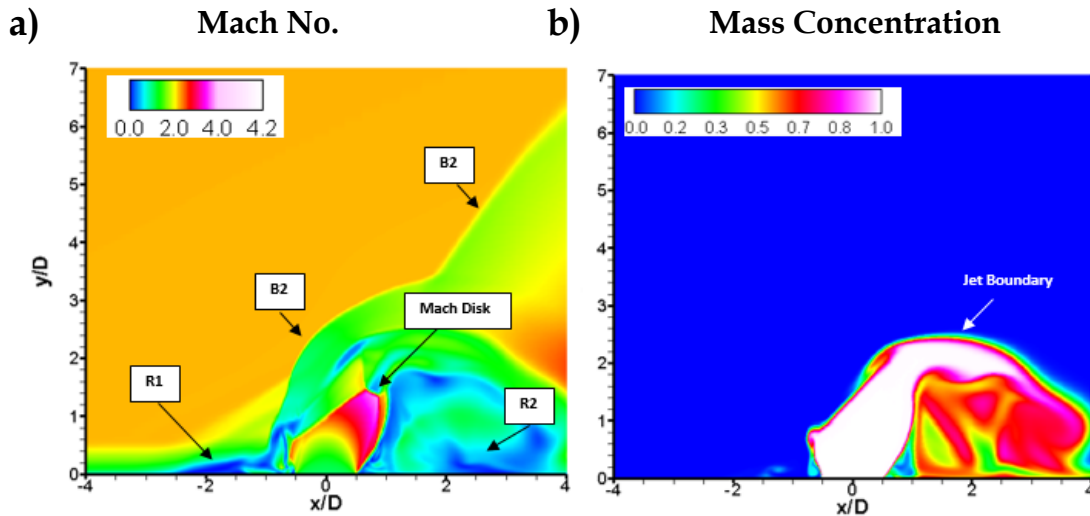 a)
Mach No.
b)
Mass Concentration
7
6
5
4
3
2
1
0
y/D
0.0 2.0 4.0 4.2
B2
B2
Mach Disk
R1
R2
-4 -2 0 2 4
x/D
7
6
5
4
3
2
1
0
0.0 0.2 0.3 0.5 0.7 0.8 1.0
Jet Boundary
-4 -2 0 2 4
x/D